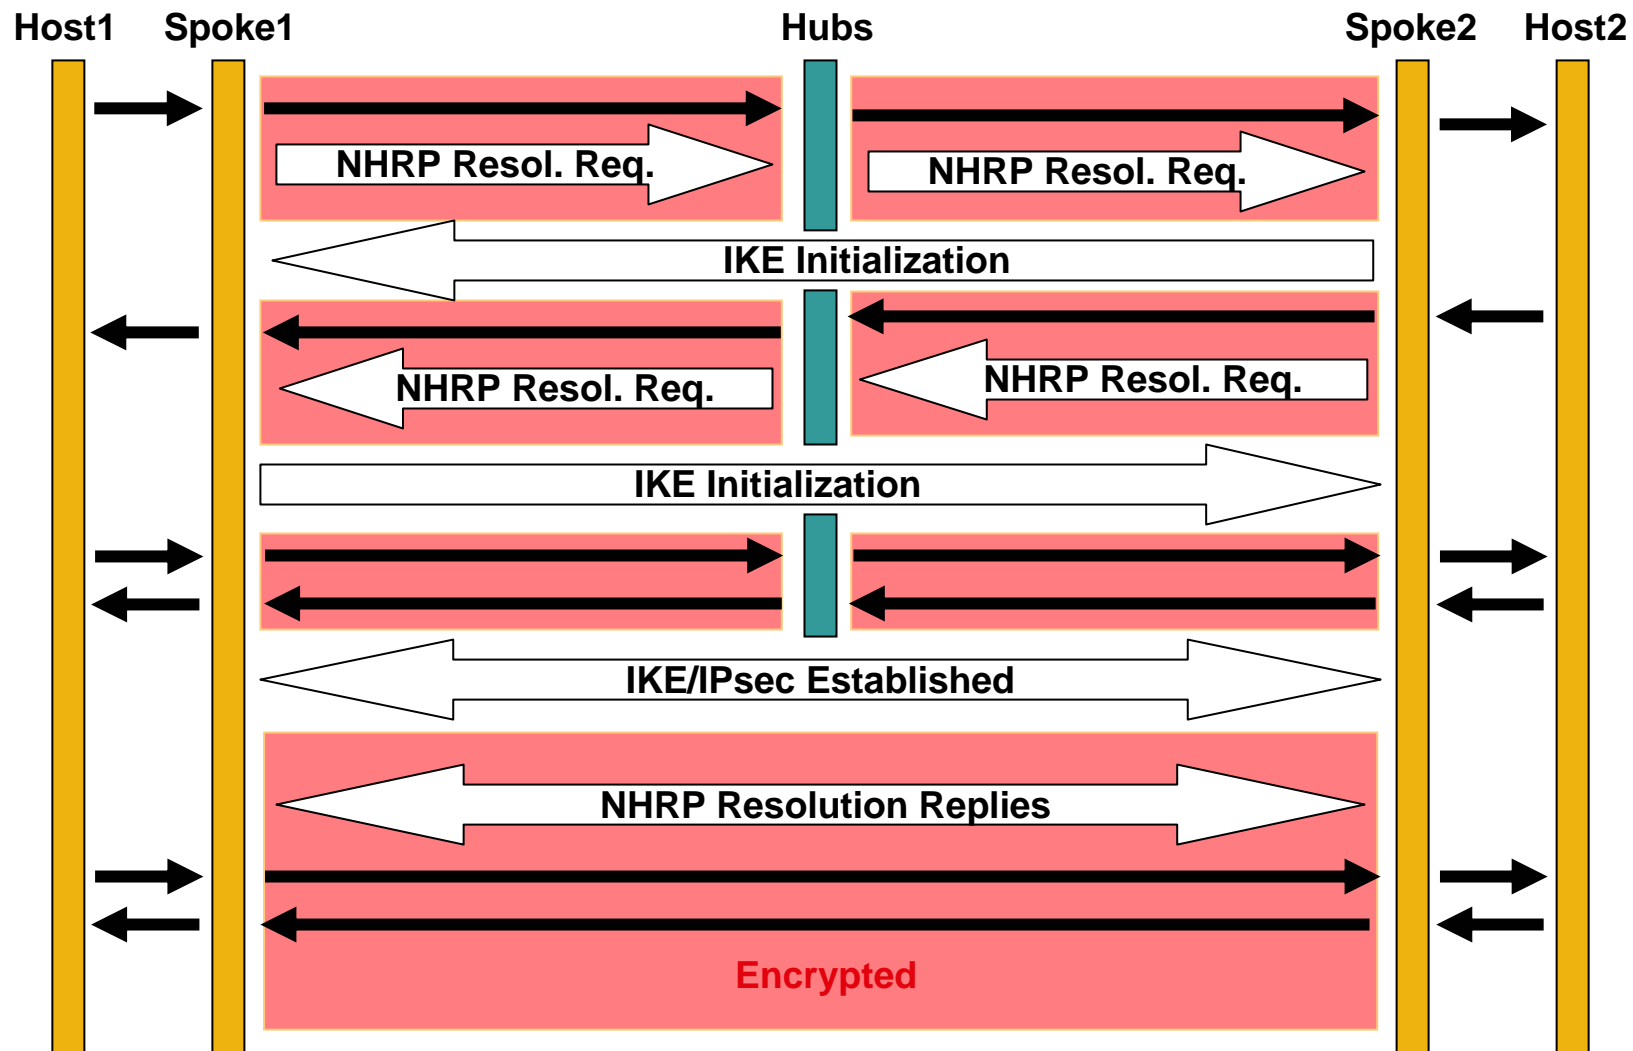 Host1 Spoke1 Hubs Spoke2 Host2
NHRP Resol. Req. NHRP Resol. Req.
IKE Initialization
NHRP Resol. Req. NHRP Resol. Req.
IKE Initialization
IKE/IPsec Established
NHRP Resolution Replies
Encrypted